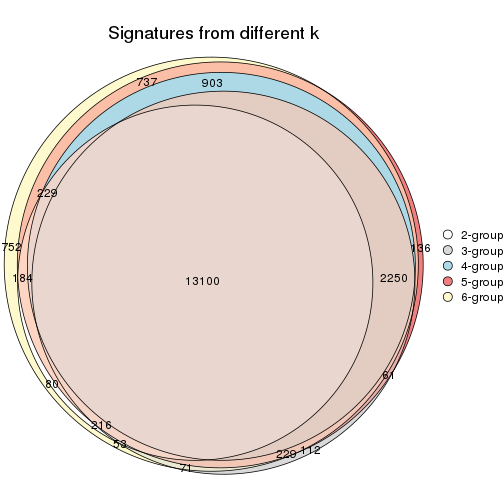 Signatures from different k
737
903
229
752
136
184
13100
2250
80
61
216
53
71
229
112
2-group
3-group
4-group
5-group
6-group